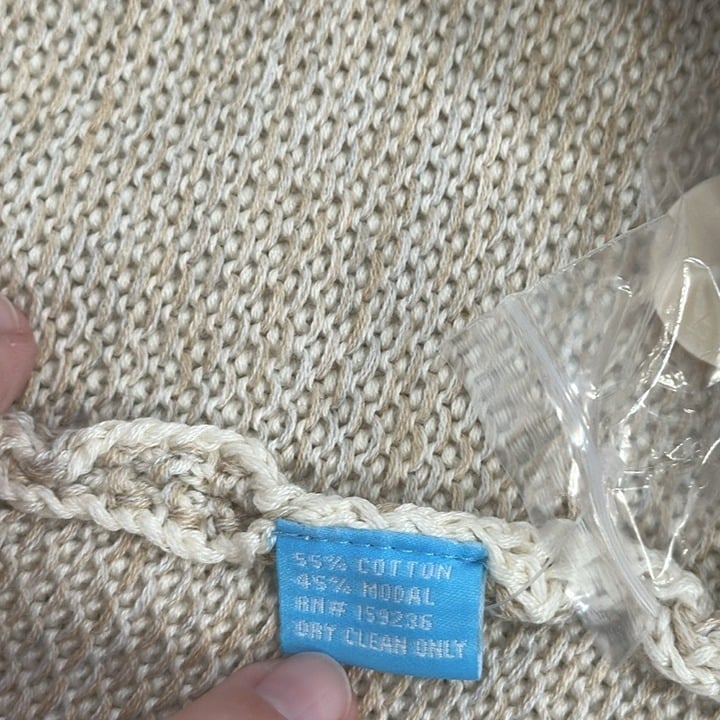 55% COTTON
45% MODAL
RN# 159236
DRY CLEAN ONLY